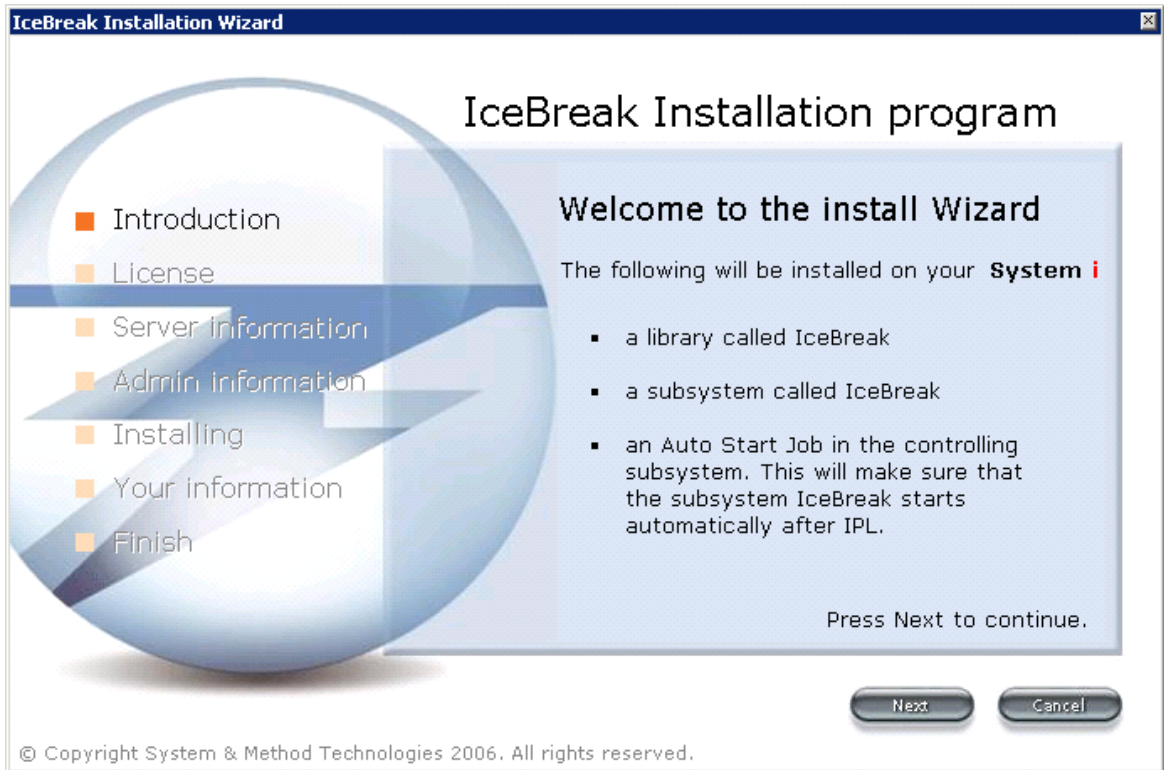 IceBreak Installation Wizard
IceBreak Installation program
Introduction
License
Server information
Admin information
Installing
Your information
Finish
Welcome to the install Wizard
The following will be installed on your System i
▪ a library called IceBreak
▪ a subsystem called IceBreak
▪ an Auto Start Job in the controlling
subsystem. This will make sure that
the subsystem IceBreak starts
automatically after IPL.
Press Next to continue.
Next
Cancel
© Copyright System & Method Technologies 2006. All rights reserved.